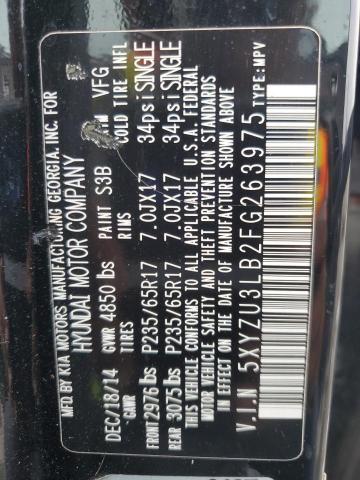 MANUFACTURED BY KIA MOTORS MANUFACTURING GEORGIA, INC. FOR
HYUNDAI MOTOR COMPANY
DEC/18/14 GVWR 4850 lbs PAINT S3B VFG
GAWR TIRES RIMS COLD TIRE INFL
FRONT 2976 lbs P235/65R17 7.0JX17 34psi SINGLE
REAR 3075 lbs P235/65R17 7.0JX17 34psi SINGLE
THIS VEHICLE CONFORMS TO ALL APPLICABLE U.S.A. FEDERAL
MOTOR VEHICLE SAFETY AND THEFT PREVENTION STANDARDS
IN EFFECT ON THE DATE OF MANUFACTURE SHOWN ABOVE
V.I.N 5XYZU3LB2FG263975 TYPE:MPV